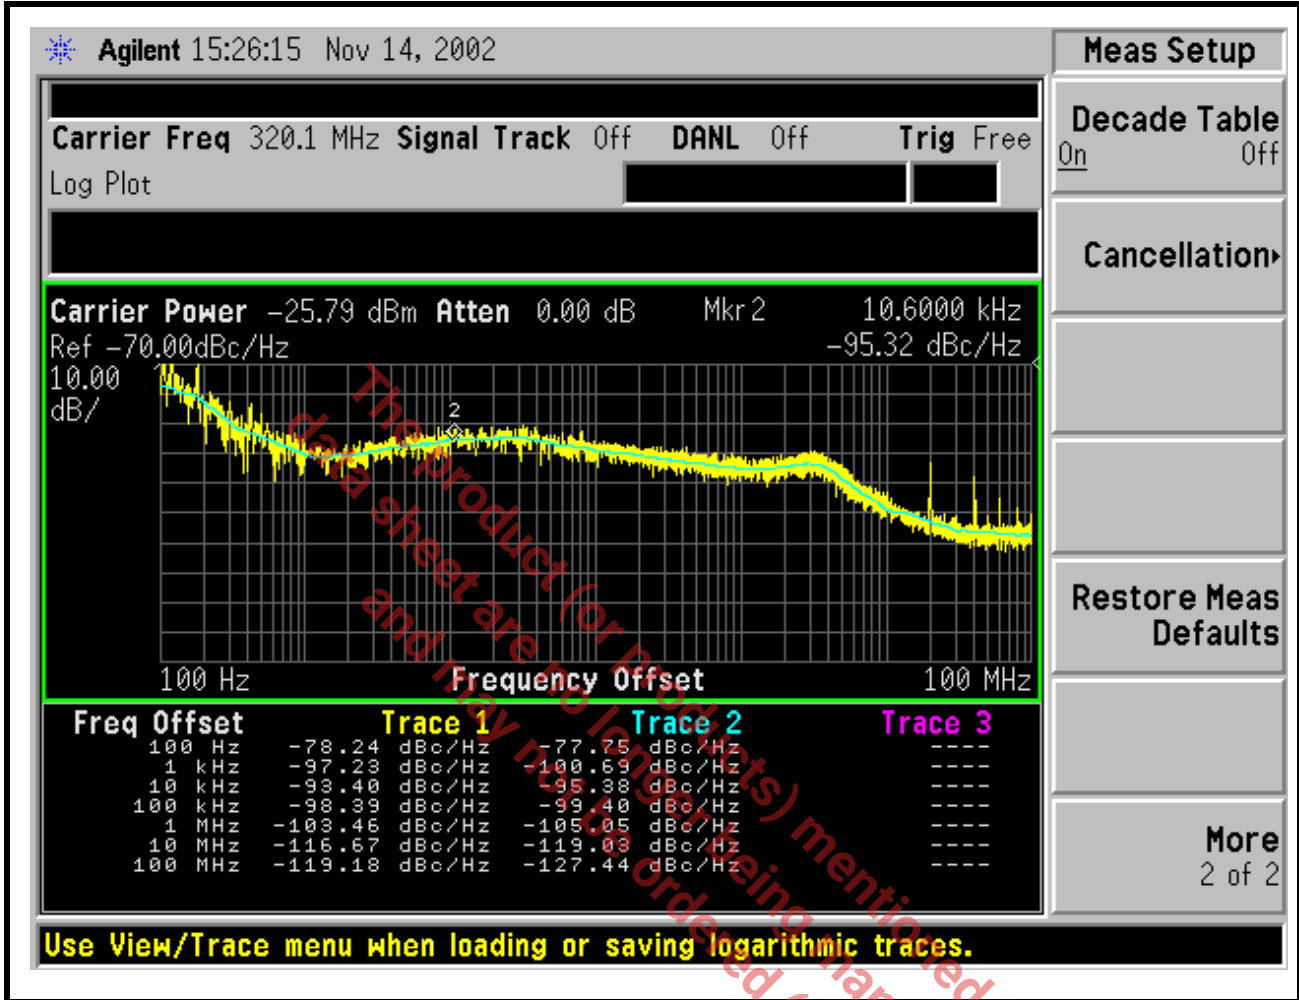 Agilent 15:26:15 Nov 14, 2002
Meas Setup
Carrier Freq 320.1 MHz Signal Track Off DANL Off Trig Free
Log Plot
Carrier Power -25.79 dBm Atten 0.00 dB Mkr 2 10.6000 kHz
Ref -70.00dBc/Hz -95.32 dBc/Hz
10.00
dB/
2
100 Hz Frequency Offset 100 MHz
Freq Offset Trace 1 Trace 2 Trace 3
100 Hz -78.24 dBc/Hz -77.75 dBc/Hz ----
1 kHz -97.23 dBc/Hz -100.69 dBc/Hz ----
10 kHz -93.40 dBc/Hz -95.38 dBc/Hz ----
100 kHz -98.39 dBc/Hz -99.40 dBc/Hz ----
1 MHz -103.46 dBc/Hz -105.05 dBc/Hz ----
10 MHz -116.67 dBc/Hz -119.03 dBc/Hz ----
100 MHz -119.18 dBc/Hz -127.44 dBc/Hz ----
Use View/Trace menu when loading or saving logarithmic traces.
Decade Table
On Off
Cancellation
Restore Meas
Defaults
More
2 of 2
The product (or products) mentioned
data sheet are no longer being
and may not be ordered